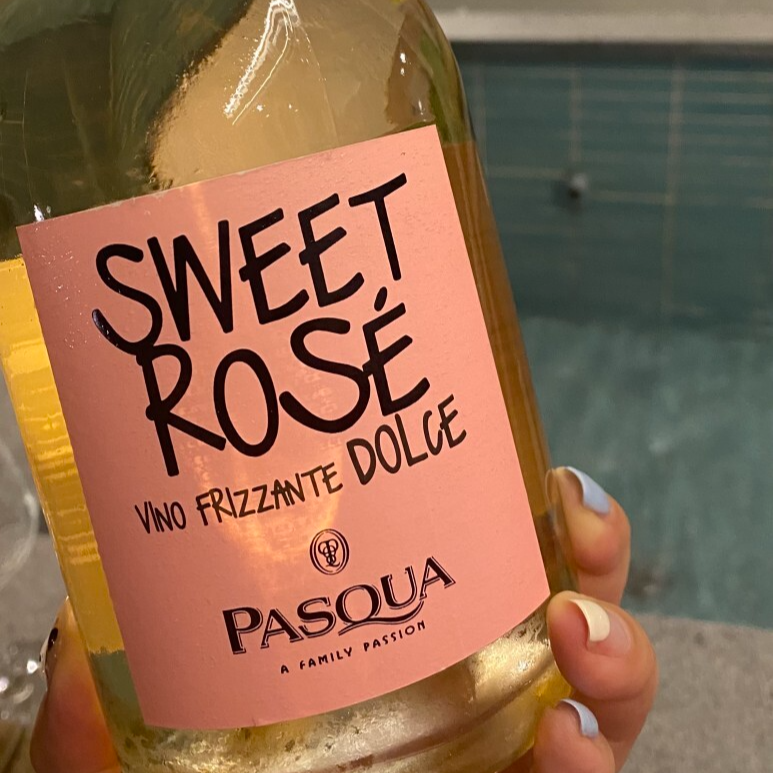 SWEET
ROSÉ
VINO FRIZZANTE DOLCE
PASQUA
A FAMILY PASSION